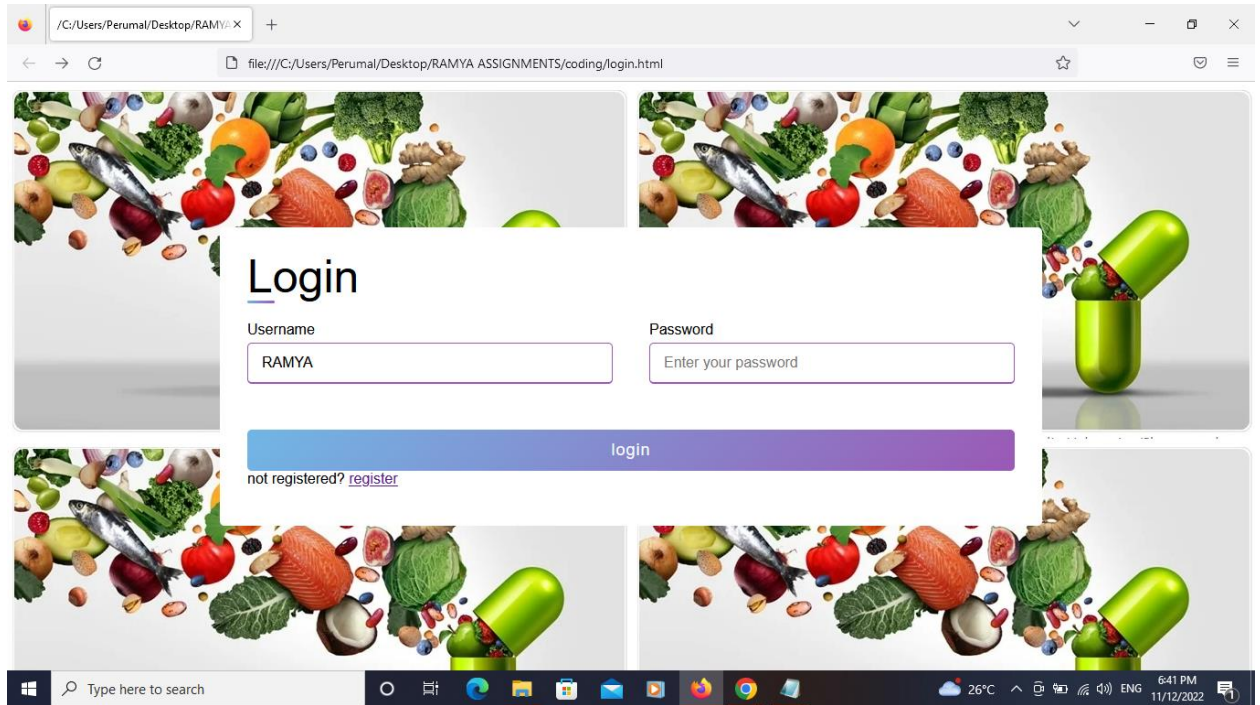 /C:/Users/Perumal/Desktop/RAMYA
file:///C:/Users/Perumal/Desktop/RAMYA ASSIGNMENTS/coding/login.html
Login
Username
Password
RAMYA
Enter your password
login
not registered? register
Type here to search
26°C
ENG
6:41 PM
11/12/2022
1